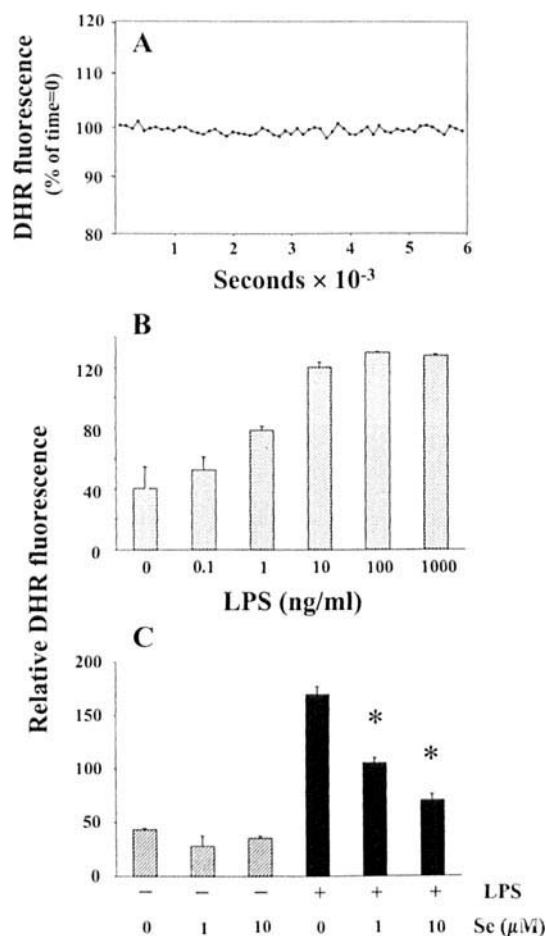 A
DHR fluorescence
(% of time=0)
120
110
100
90
80
1 2 3 4 5 6
Seconds × 10-3
B
Relative DHR fluorescence
120
80
40
0
0 0.1 1 10 100 1000
LPS (ng/ml)
C
200
150
100
50
0
* *
– – – + + + LPS
0 1 10 0 1 10 Se (µM)